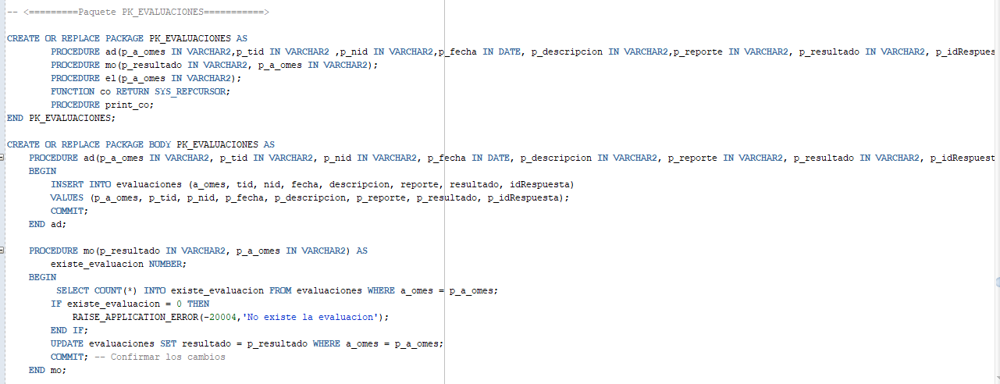 -- <=========Paquete PK_EVALUACIONES===========>
CREATE OR REPLACE PACKAGE PK_EVALUACIONES AS
PROCEDURE ad(p_a_omes IN VARCHAR2,p_tid IN VARCHAR2 ,p_nid IN VARCHAR2,p_fecha IN DATE, p_descripcion IN VARCHAR2,p_reporte IN VARCHAR2, p_resultado IN VARCHAR2, p_idRespues
PROCEDURE mo(p_resultado IN VARCHAR2, p_a_omes IN VARCHAR2);
PROCEDURE el(p_a_omes IN VARCHAR2);
FUNCTION co RETURN SYS_REFCURSOR;
PROCEDURE print_co;
END PK_EVALUACIONES;
CREATE OR REPLACE PACKAGE BODY PK_EVALUACIONES AS
PROCEDURE ad(p_a_omes IN VARCHAR2, p_tid IN VARCHAR2, p_nid IN VARCHAR2, p_fecha IN DATE, p_descripcion IN VARCHAR2, p_reporte IN VARCHAR2, p_resultado IN VARCHAR2, p_idRespuest
BEGIN
INSERT INTO evaluaciones (a_omes, tid, nid, fecha, descripcion, reporte, resultado, idRespuesta)
VALUES (p_a_omes, p_tid, p_nid, p_fecha, p_descripcion, p_reporte, p_resultado, p_idRespuesta);
COMMIT;
END ad;
PROCEDURE mo(p_resultado IN VARCHAR2, p_a_omes IN VARCHAR2) AS
existe_evaluacion NUMBER;
BEGIN
SELECT COUNT(*) INTO existe_evaluacion FROM evaluaciones WHERE a_omes = p_a_omes;
IF existe_evaluacion = 0 THEN
RAISE_APPLICATION_ERROR(-20004,'No existe la evaluacion');
END IF;
UPDATE evaluaciones SET resultado = p_resultado WHERE a_omes = p_a_omes;
COMMIT; -- Confirmar los cambios
END mo;